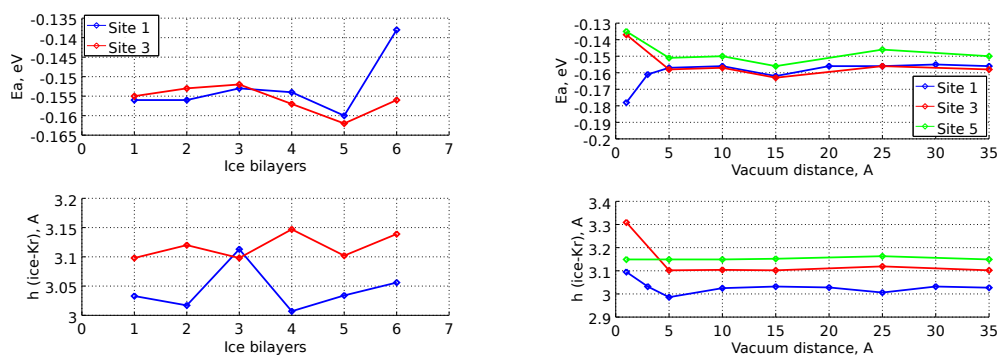 -0.135
-0.14
-0.15
-0.155
-0.16
-0.165
Ea, eV
Site 1
Site 3
0 1 2 3 4 5 6 7
Ice bilayers
-0.13
-0.14
-0.15
-0.16
-0.17
-0.18
-0.19
-0.2
Ea, eV
Site 1
Site 3
Site 5
0 5 10 15 20 25 30 35
Vacuum distance, A
3.2
3.15
3.1
3.05
3
h (ice-Kr), A
0 1 2 3 4 5 6 7
Ice bilayers
3.4
3.3
3.2
3.1
3
2.9
h (ice-Kr), A
0 5 10 15 20 25 30 35
Vacuum distance, A